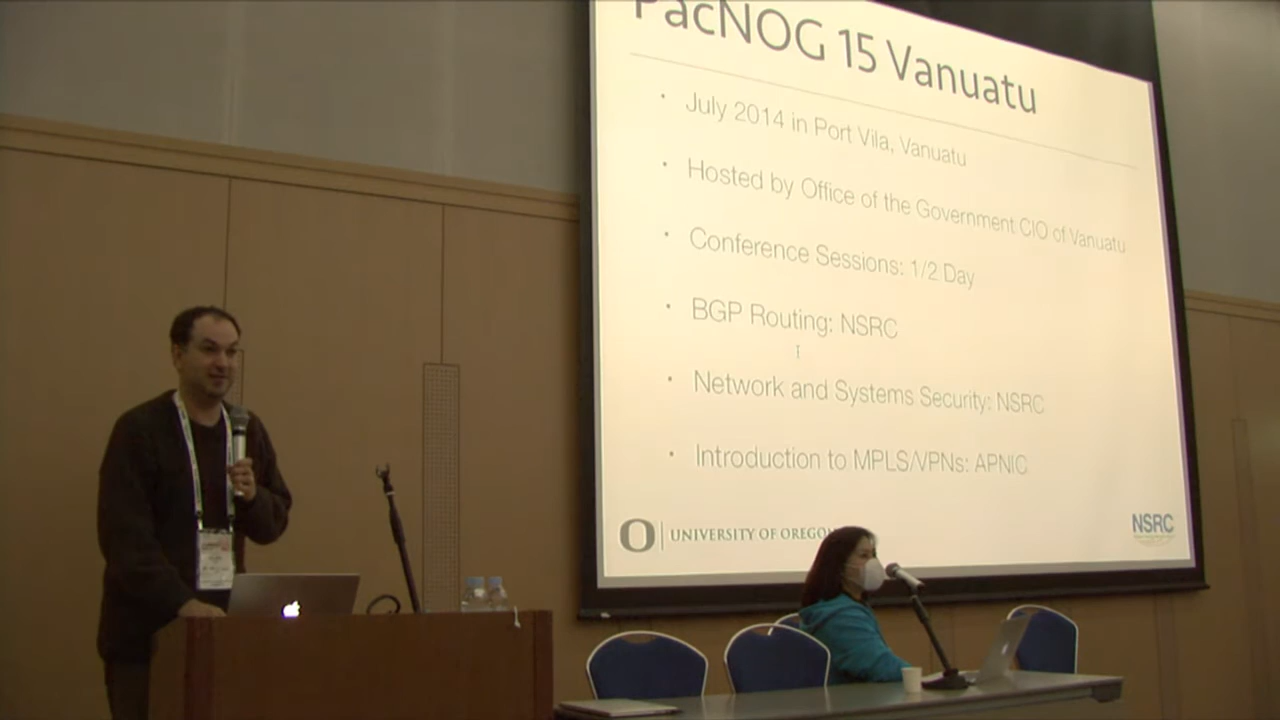 PacNOG 15 Vanuatu
July 2014 in Port Vila, Vanuatu
Hosted by Office of the Government CIO of Vanuatu
Conference Sessions: 1/2 Day
BGP Routing: NSRC
Network and Systems Security: NSRC
Introduction to MPLS/VPNs: APNIC
O UNIVERSITY OF OREGO
NSRC